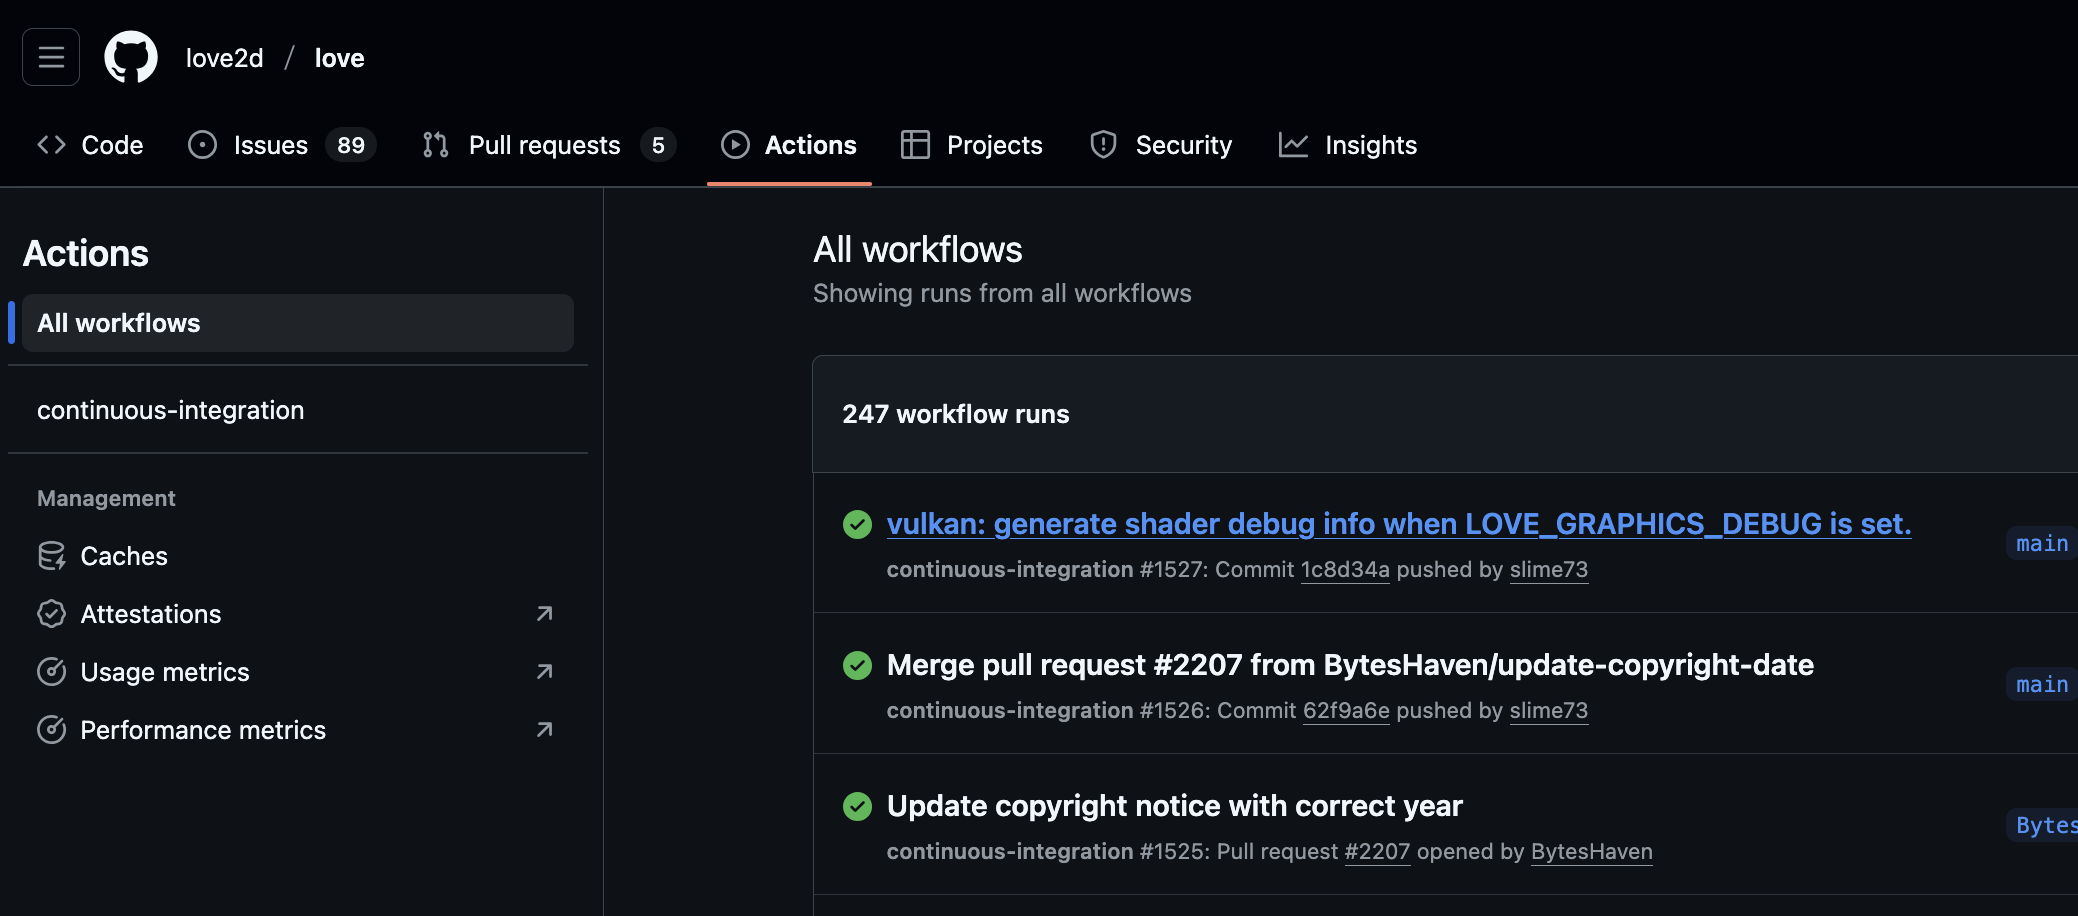 love2d / love
Code Issues 89 Pull requests 5 Actions Projects Security Insights
Actions
All workflows
continuous-integration
Management
Caches
Attestations
Usage metrics
Performance metrics
All workflows
Showing runs from all workflows
247 workflow runs
vulkan: generate shader debug info when LOVE_GRAPHICS_DEBUG is set.
main
continuous-integration #1527: Commit 1c8d34a pushed by slime73
Merge pull request #2207 from BytesHaven/update-copyright-date
main
continuous-integration #1526: Commit 62f9a6e pushed by slime73
Update copyright notice with correct year
Bytes
continuous-integration #1525: Pull request #2207 opened by BytesHaven